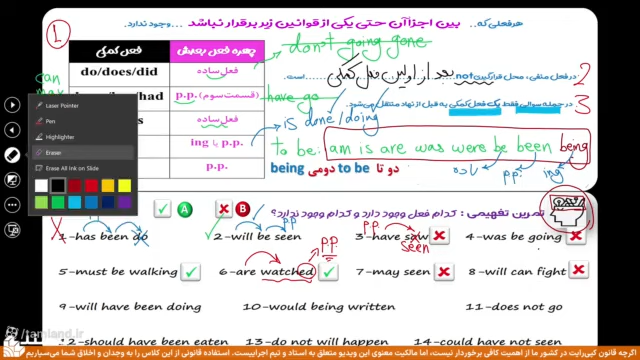 هر فعلی که .. بین اجزا آن حتی یکی از قوانین زیر برقرار نباشد ... وجود ندارد.
1
فعل کمکی
چهره فعل بعدیش
do/does/did
فعل ساده
p.p. (قسمت سوم)
فعل ساده
p.p. یا ing
p.p.
can
don't going gone
have go
is done/doing
بعد از اولین فعل کمکی
در فعل منفی، محل قرارگیری not ... است. 2
در جمله سوالی فقط یک فعل کمکی به قبل از نهاد منتقل می‌شود. 3
to be: am is are was were be been being
ساده p.p. ing
being دومی to be دو تا
Laser Pointer
Pen
Highlighter
Eraser
Erase All Ink on Slide
A B
تمرین تفهیمی: کدام فعل وجود دارد و کدام فعل وجود ندارد؟
1-has been do
2-will be seen
p.p
3-have saw
p.p.
seen
4-was be going
5-must be walking
6-are watched
p.p.
7-may seen
8-will can fight
9-will have been doing
10-would being written
11-does not go
12-should have been eaten
13-do not will happen
14-could have not seen
tamland.ir
اگرچه قانون کپی‌رایت در کشور ما از اهمیت کافی برخوردار نیست، اما مالکیت معنوی این ویدیو متعلق به استاد و تیم اجراییست. استفاده قانونی از این کلاس را به وجدان و اخلاق شما می‌سپاریم